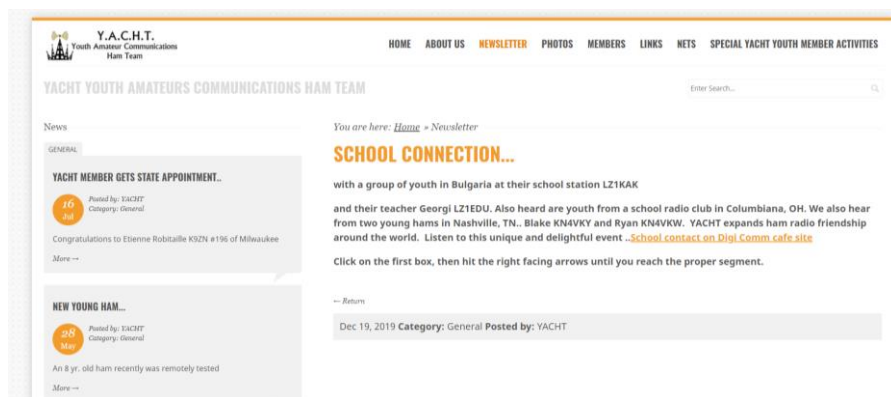 Y.A.C.H.T.
Youth Amateur Communications
Ham Team
HOME ABOUT US NEWSLETTER PHOTOS MEMBERS LINKS NETS SPECIAL YACHT YOUTH MEMBER ACTIVITIES
YACHT YOUTH AMATEURS COMMUNICATIONS HAM TEAM
Enter Search...
News
GENERAL
YACHT MEMBER GETS STATE APPOINTMENT..
16
Jul
Posted by: YACHT
Category: General
Congratulations to Etienne Robitaille K9ZN #196 of Milwaukee
More →
NEW YOUNG HAM...
28
May
Posted by: YACHT
Category: General
An 8 yr. old ham recently was remotely tested
More →
You are here: Home » Newsletter
SCHOOL CONNECTION...
with a group of youth in Bulgaria at their school station LZ1KAK
and their teacher Georgi LZ1EDU. Also heard are youth from a school radio club in Columbiana, OH. We also hear
from two young hams in Nashville, TN.. Blake KN4VKY and Ryan KN4VKW. YACHT expands ham radio friendship
around the world. Listen to this unique and delightful event ..School contact on Digi Comm cafe site
Click on the first box, then hit the right facing arrows until you reach the proper segment.
← Return
Dec 19, 2019 Category: General Posted by: YACHT